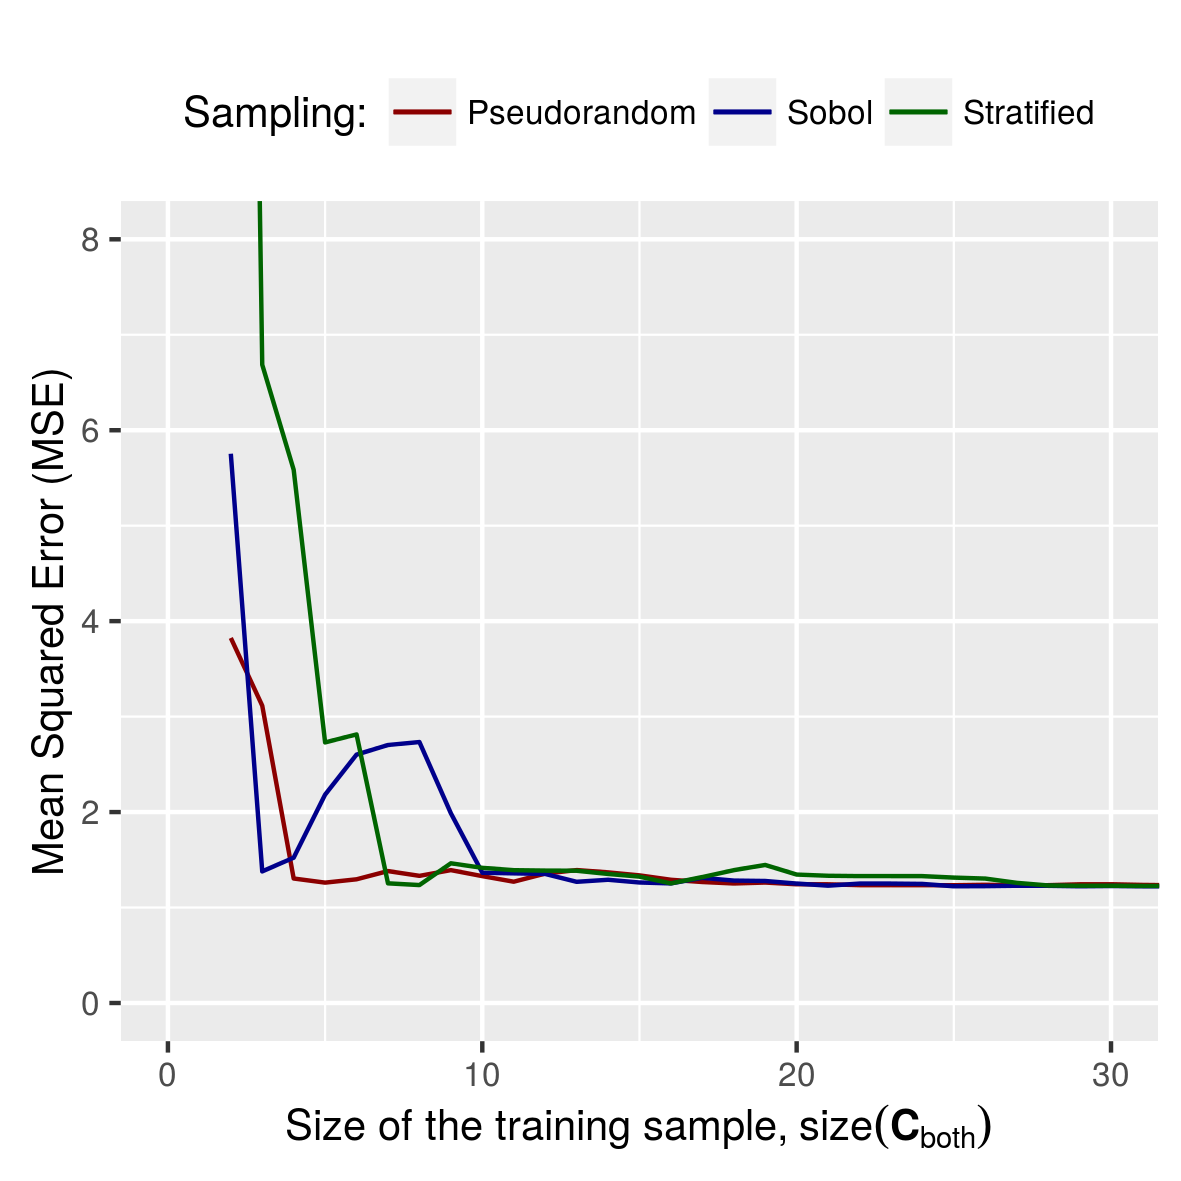 Sampling: Pseudorandom Sobol Stratified
8
6
4
2
0
Mean Squared Error (MSE)
0 10 20 30
Size of the training sample, size(C_both)